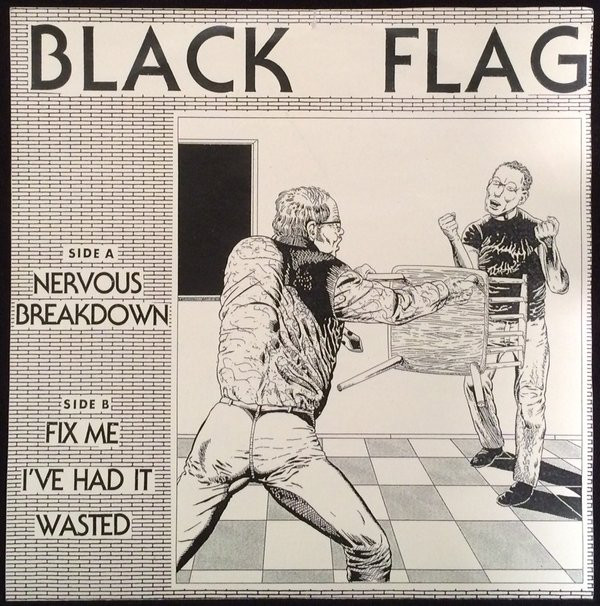 BLACK FLAG
SIDE A
NERVOUS
BREAKDOWN
SIDE B
FIX ME
I'VE HAD IT
WASTED